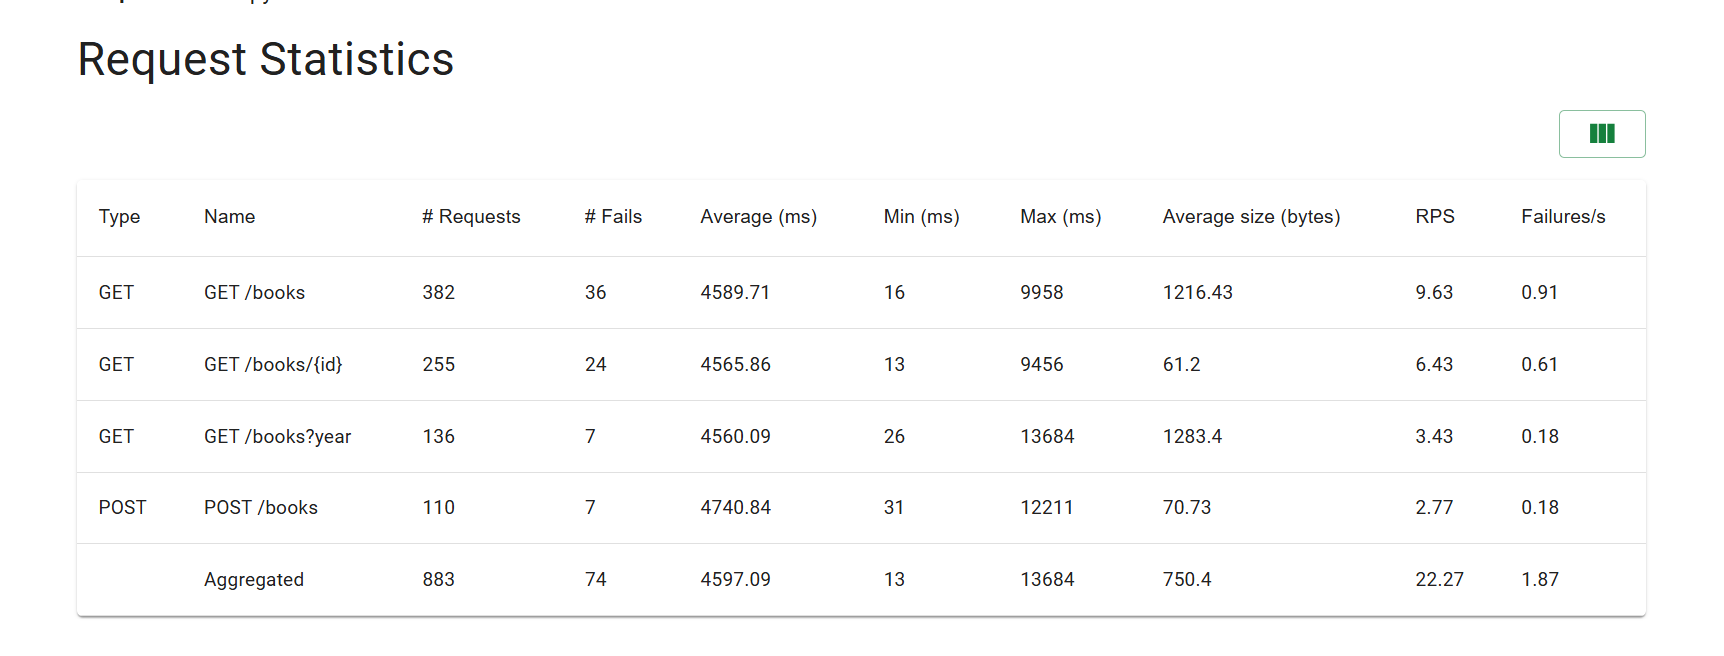 Request Statistics
Type Name # Requests # Fails Average (ms) Min (ms) Max (ms) Average size (bytes) RPS Failures/s
GET GET /books 382 36 4589.71 16 9958 1216.43 9.63 0.91
GET GET /books/{id} 255 24 4565.86 13 9456 61.2 6.43 0.61
GET GET /books?year 136 7 4560.09 26 13684 1283.4 3.43 0.18
POST POST /books 110 7 4740.84 31 12211 70.73 2.77 0.18
Aggregated 883 74 4597.09 13 13684 750.4 22.27 1.87